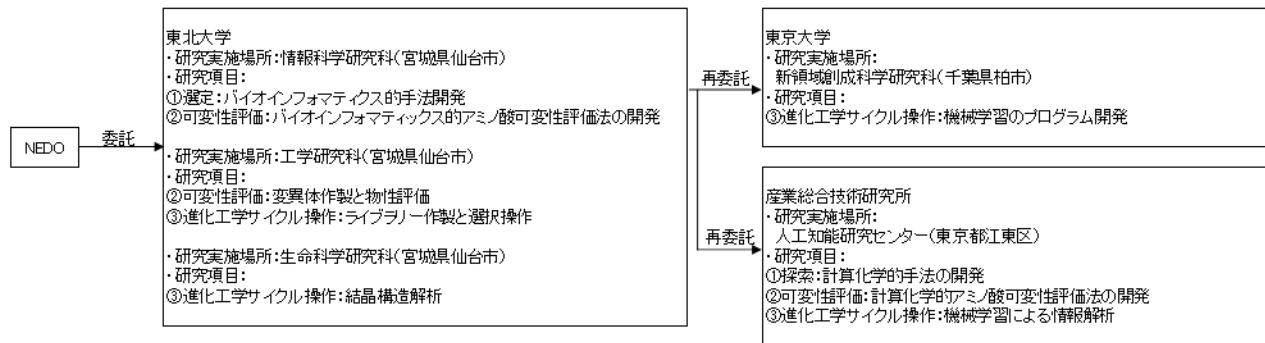 NEDO
委託
東北大学
・研究実施場所:情報科学研究科(宮城県仙台市)
・研究項目:
①選定:バイオインフォマティクス的手法開発
②可変性評価:バイオインフォマティックス的アミノ酸可変性評価法の開発
・研究実施場所:工学研究科(宮城県仙台市)
・研究項目:
②可変性評価:変異体作製と物性評価
③進化工学サイクル操作:ライブラリー作製と選択操作
・研究実施場所:生命科学研究科(宮城県仙台市)
・研究項目:
③進化工学サイクル操作:結晶構造解析
再委託
東京大学
・研究実施場所:
新領域創成科学研究科(千葉県柏市)
・研究項目:
③進化工学サイクル操作:機械学習のプログラム開発
再委託
産業総合技術研究所
・研究実施場所:
人工知能研究センター(東京都江東区)
・研究項目:
①探索:計算化学的手法の開発
②可変性評価:計算化学的アミノ酸可変性評価法の開発
③進化工学サイクル操作:機械学習による情報解析